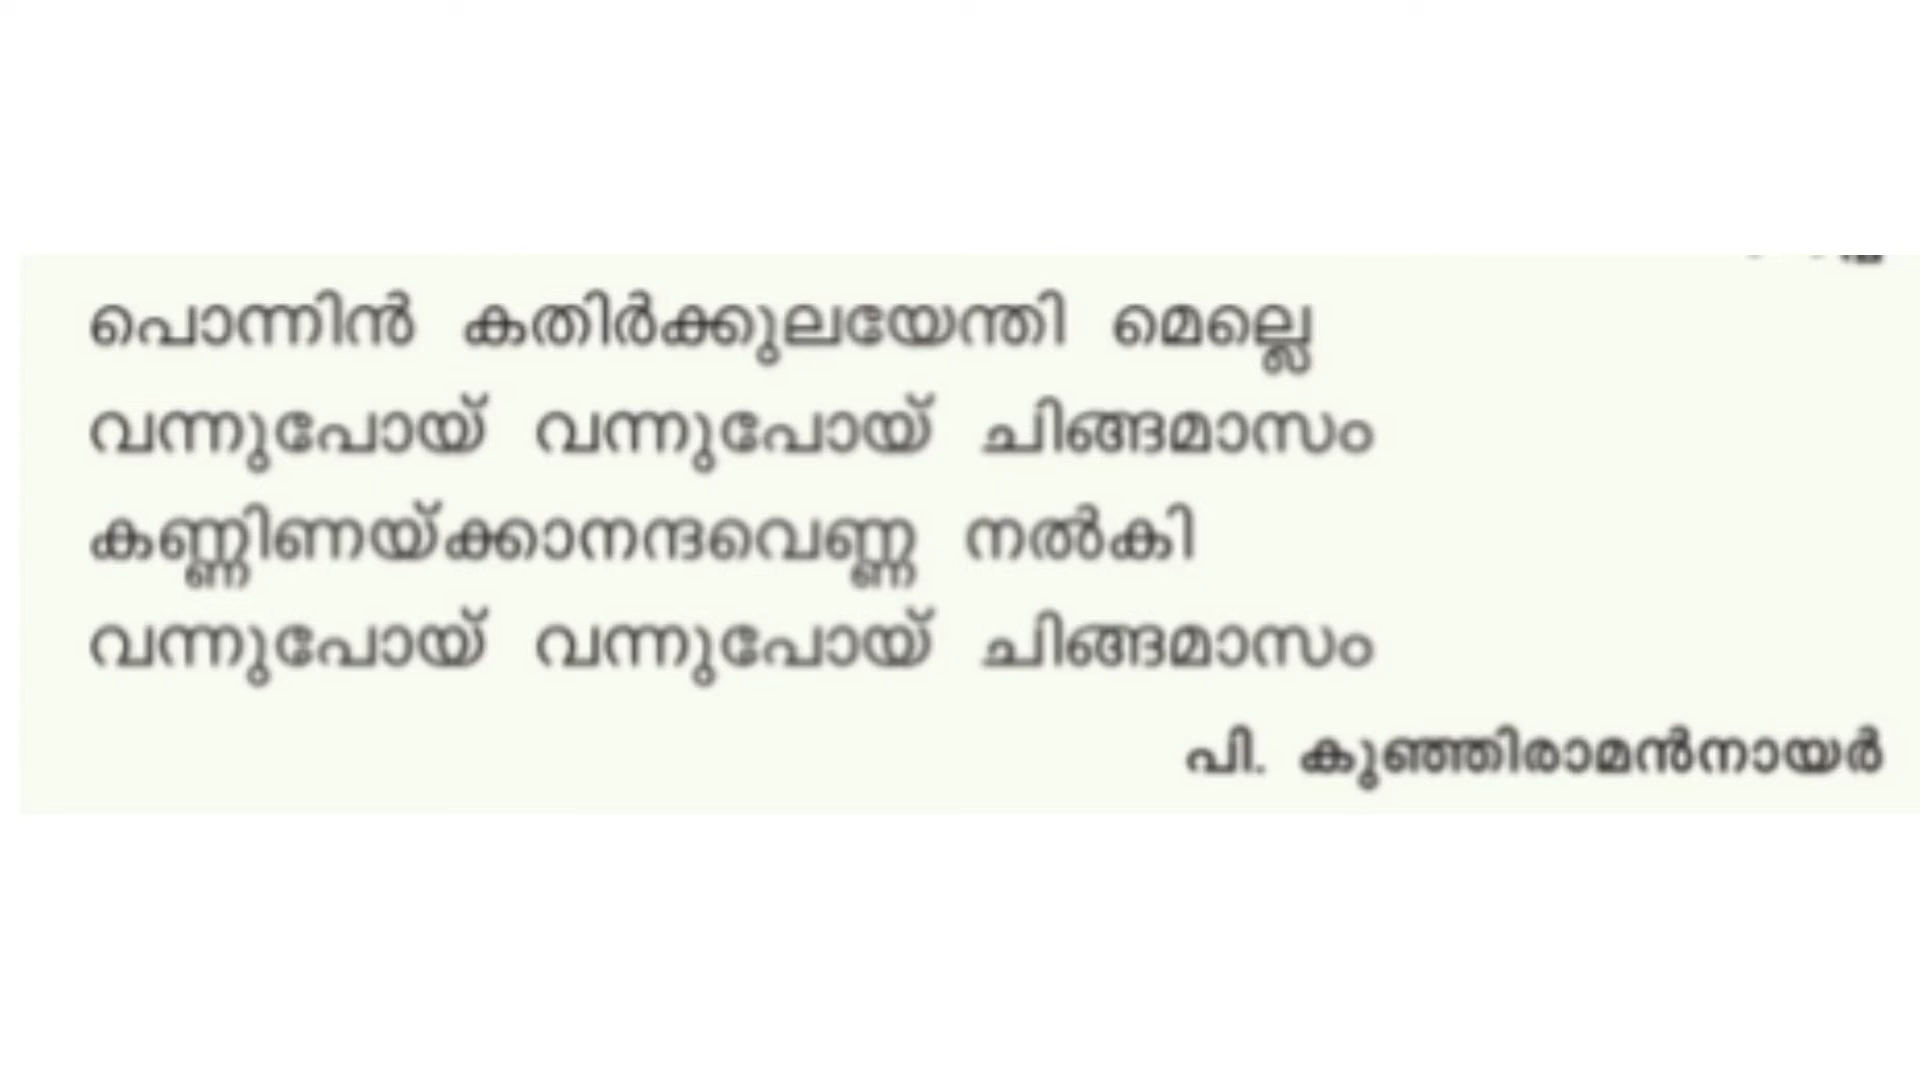 പൊന്നിൻ കതിർക്കുലയേന്തി മെല്ലെ
വന്നുപോയ് വന്നുപോയ് ചിങ്ങമാസം
കണ്ണിണയ്ക്കാനന്ദവെണ്ണ നൽകി
വന്നുപോയ് വന്നുപോയ് ചിങ്ങമാസം
പി. കുഞ്ഞിരാമൻനായർ